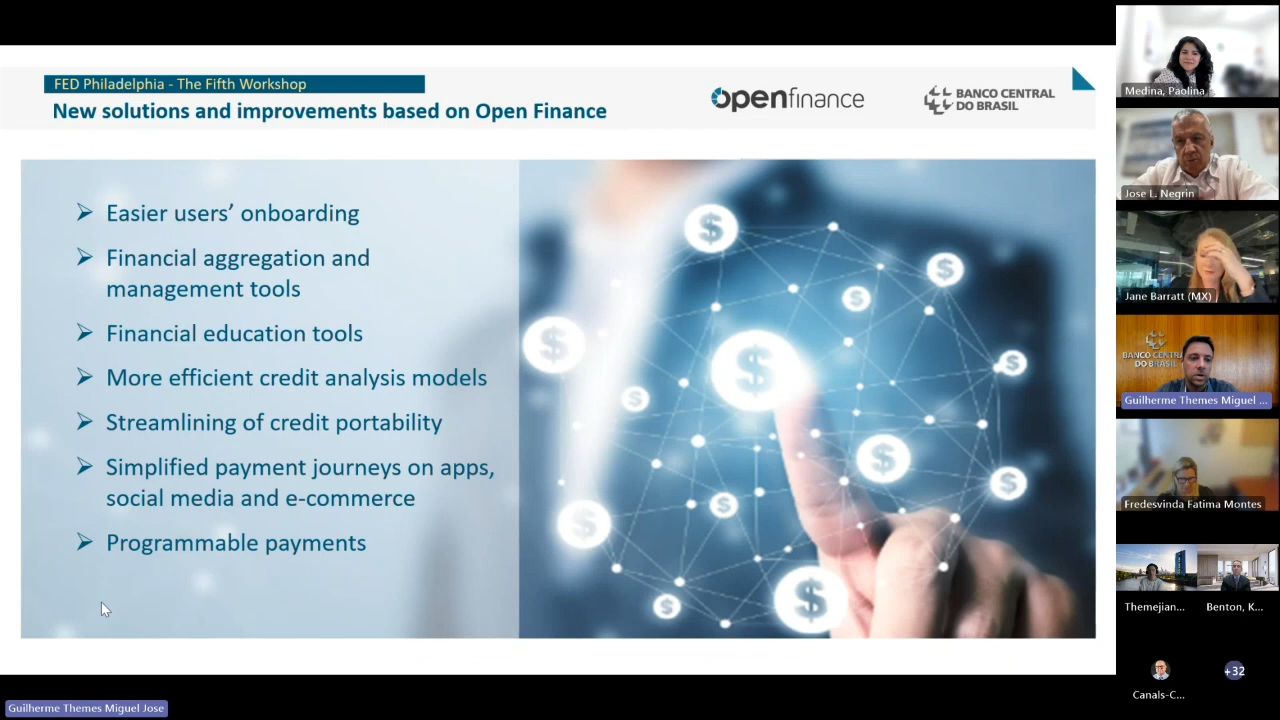 FED Philadelphia - The Fifth Workshop
New solutions and improvements based on Open Finance
openfinance
BANCO CENTRAL
DO BRASIL
Easier users’ onboarding
Financial aggregation and
management tools
Financial education tools
More efficient credit analysis models
Streamlining of credit portability
Simplified payment journeys on apps,
social media and e-commerce
Programmable payments
Medina, Paolina
Jose L. Negrin
Jane Barratt (MX)
BANCO CENTRA
DO BRASIL
Guilherme Themes Miguel ...
Fredesvinda Fatima Montes
Themejian...
Benton, K...
Canals-C...
+32
Guilherme Themes Miguel Jose